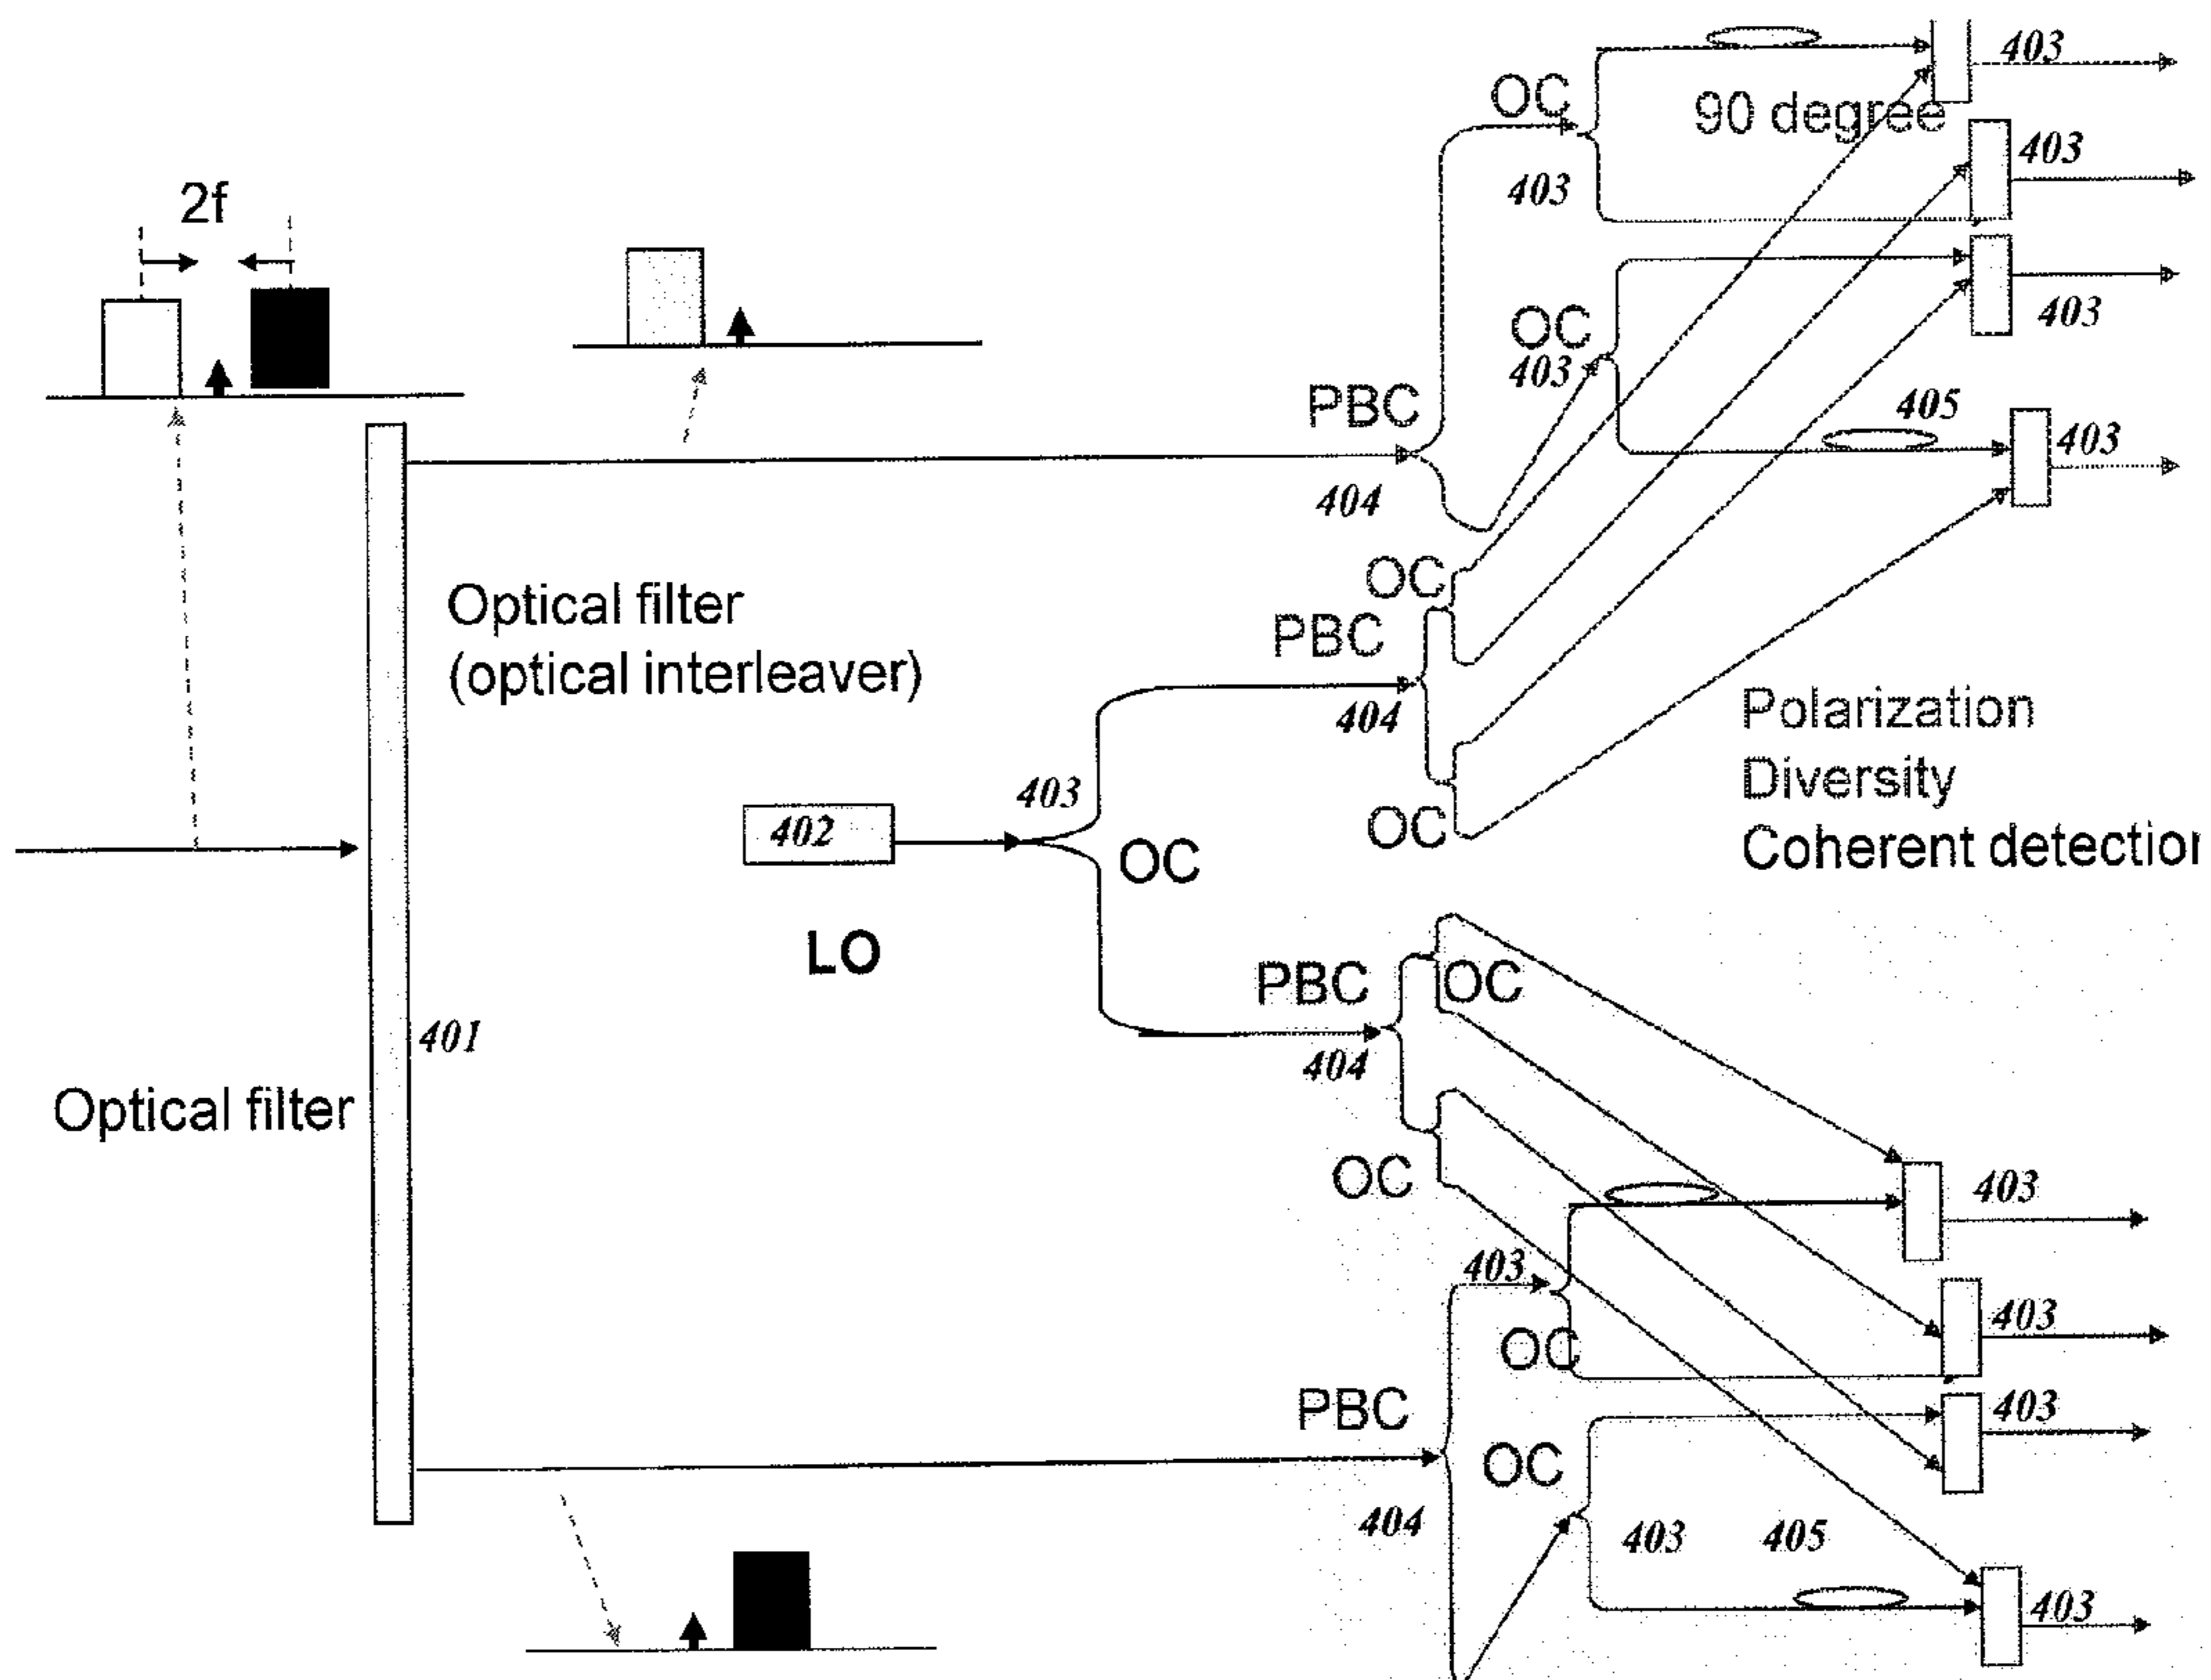 403
OC
90 degree
403
403
2f
OC
403
403
PBC
405
403
404
OC
Optical filter
(optical interleaver)
PBC
404
Polarization
Diversity
Coherent detection
403
402
OC
OC
LO
PBC
OC
404
401
Optical filter
OC
403
403
403
OC
PBC
403
OC
404
403
405
403